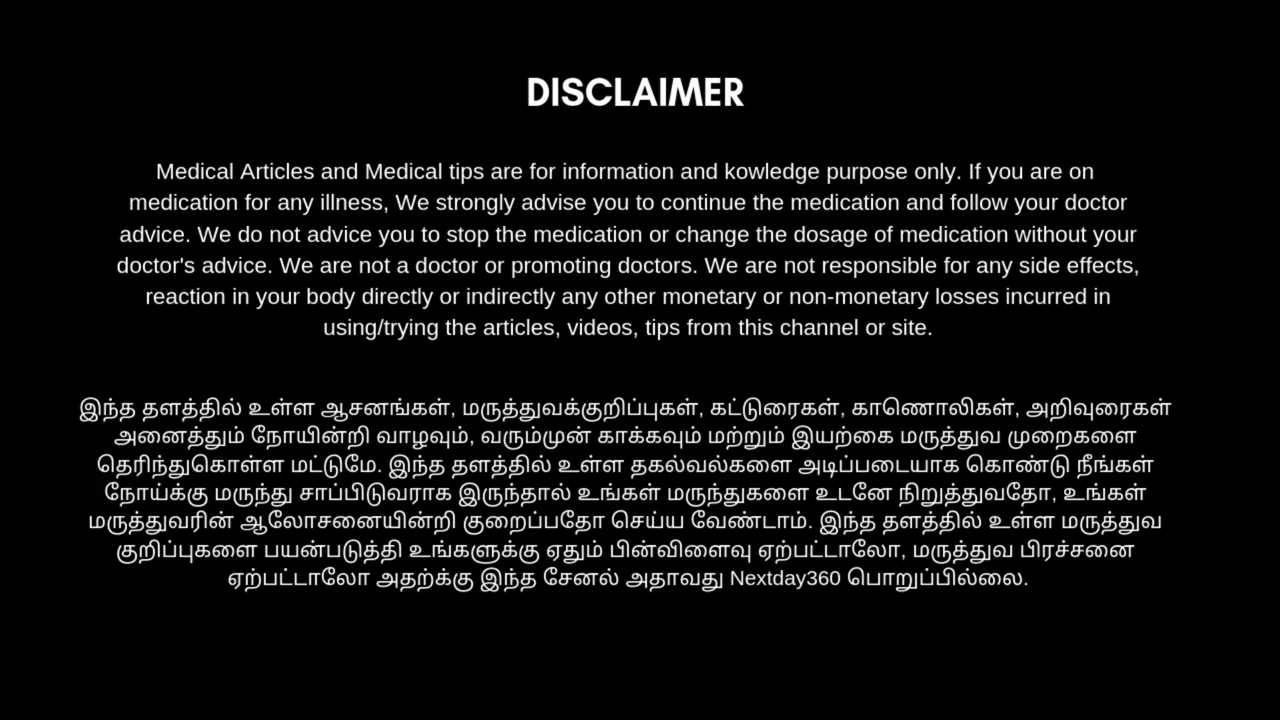 DISCLAIMER
Medical Articles and Medical tips are for information and kowledge purpose only. If you are on
medication for any illness, We strongly advise you to continue the medication and follow your doctor
advice. We do not advice you to stop the medication or change the dosage of medication without your
doctor's advice. We are not a doctor or promoting doctors. We are not responsible for any side effects,
reaction in your body directly or indirectly any other monetary or non-monetary losses incurred in
using/trying the articles, videos, tips from this channel or site.
இந்த தளத்தில் உள்ள ஆசனங்கள், மருத்துவக்குறிப்புகள், கட்டுரைகள், காணொலிகள், அறிவுரைகள்
அனைத்தும் நோயின்றி வாழவும், வரும்முன் காக்கவும் மற்றும் இயற்கை மருத்துவ முறைகளை
தெரிந்துகொள்ள மட்டுமே. இந்த தளத்தில் உள்ள தகல்வல்களை அடிப்படையாக கொண்டு நீங்கள்
நோய்க்கு மருந்து சாப்பிடுவராக இருந்தால் உங்கள் மருந்துகளை உடனே நிறுத்துவதோ, உங்கள்
மருத்துவரின் ஆலோசனையின்றி குறைப்பதோ செய்ய வேண்டாம். இந்த தளத்தில் உள்ள மருத்துவ
குறிப்புகளை பயன்படுத்தி உங்களுக்கு ஏதும் பின்விளைவு ஏற்பட்டாலோ, மருத்துவ பிரச்சனை
ஏற்பட்டாலோ அதற்க்கு இந்த சேனல் அதாவது Nextday360 பொறுப்பில்லை.